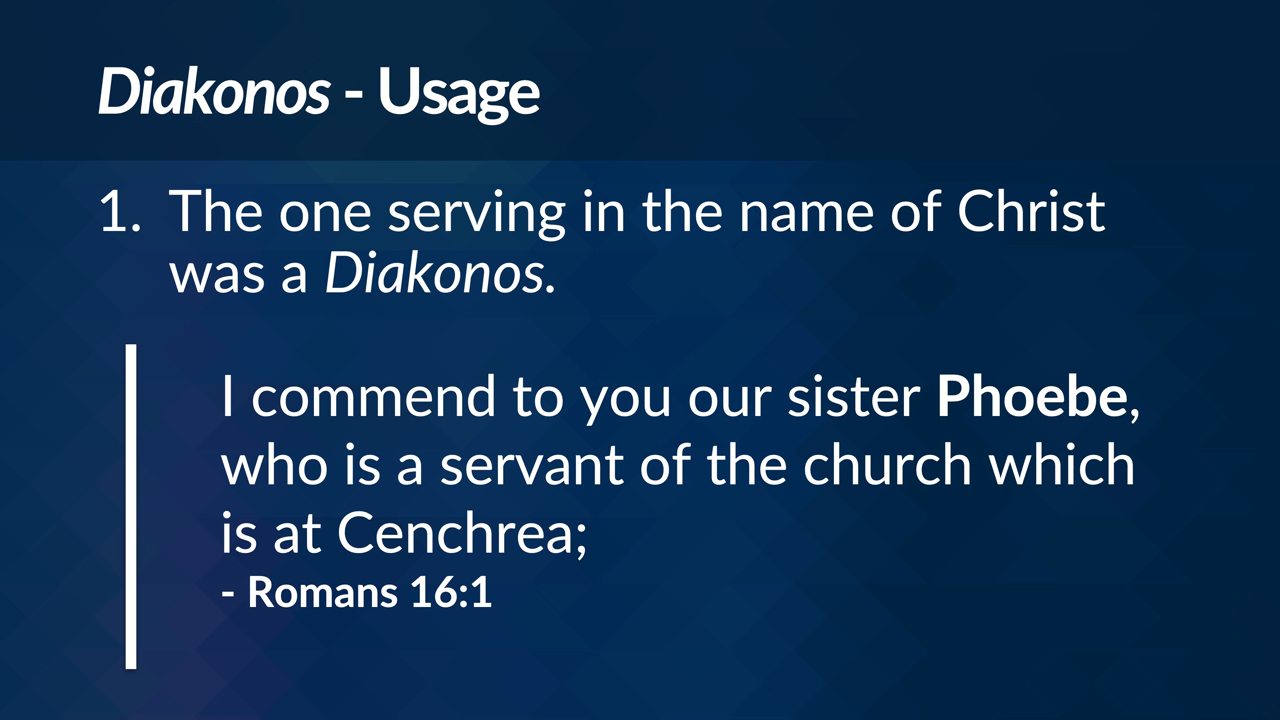 Diakonos - Usage
1. The one serving in the name of Christ
was a Diakonos.
I commend to you our sister Phoebe,
who is a servant of the church which
is at Cenchrea;
- Romans 16:1